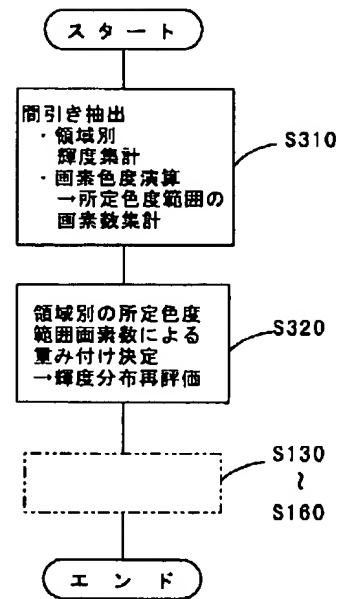 スタート
間引き抽出
・領域別
輝度集計
・画素色度演算
→所定色度範囲の
画素数集計
S310
領域別の所定色度
範囲画素数による
重み付け決定
→輝度分布再評価
S320
S130
〜
S160
エンド